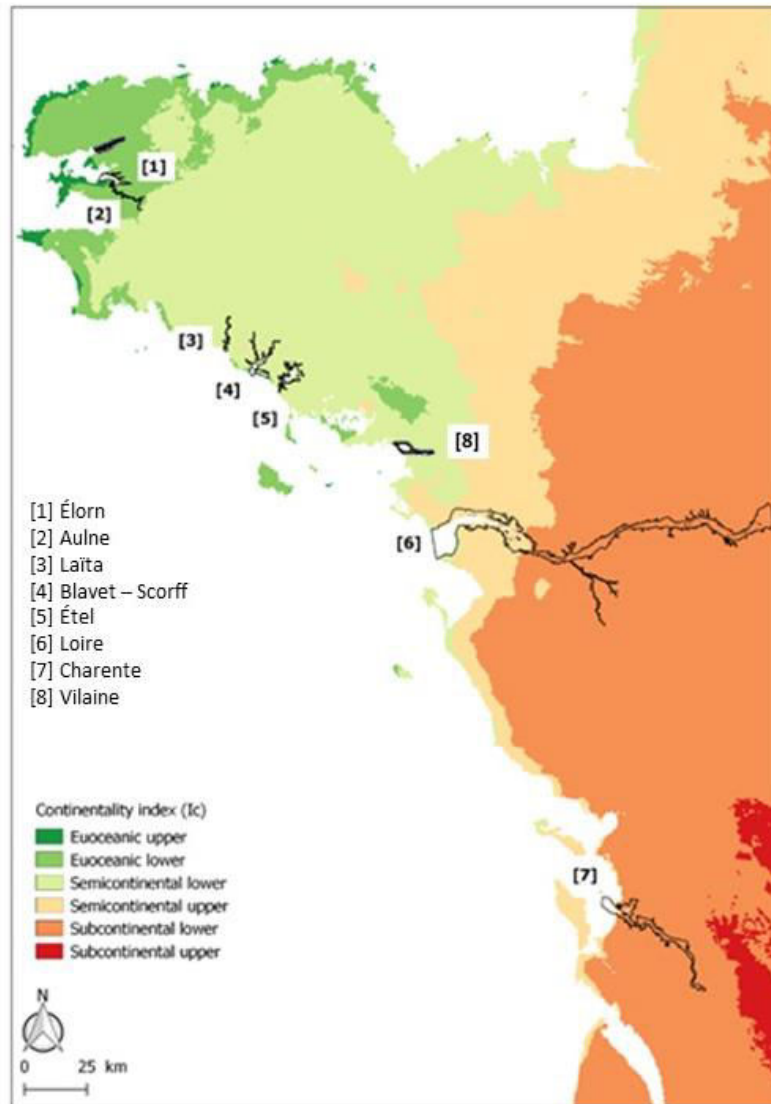 [1]
[2]
[3]
[4]
[5]
[8]
[6]
[7]
[1] Élorn
[2] Aulne
[3] Laïta
[4] Blavet – Scorff
[5] Étel
[6] Loire
[7] Charente
[8] Vilaine
Continentality index (Ic)
Euoceanic upper
Euoceanic lower
Semicontinental lower
Semicontinental upper
Subcontinental lower
Subcontinental upper
N
0 25 km